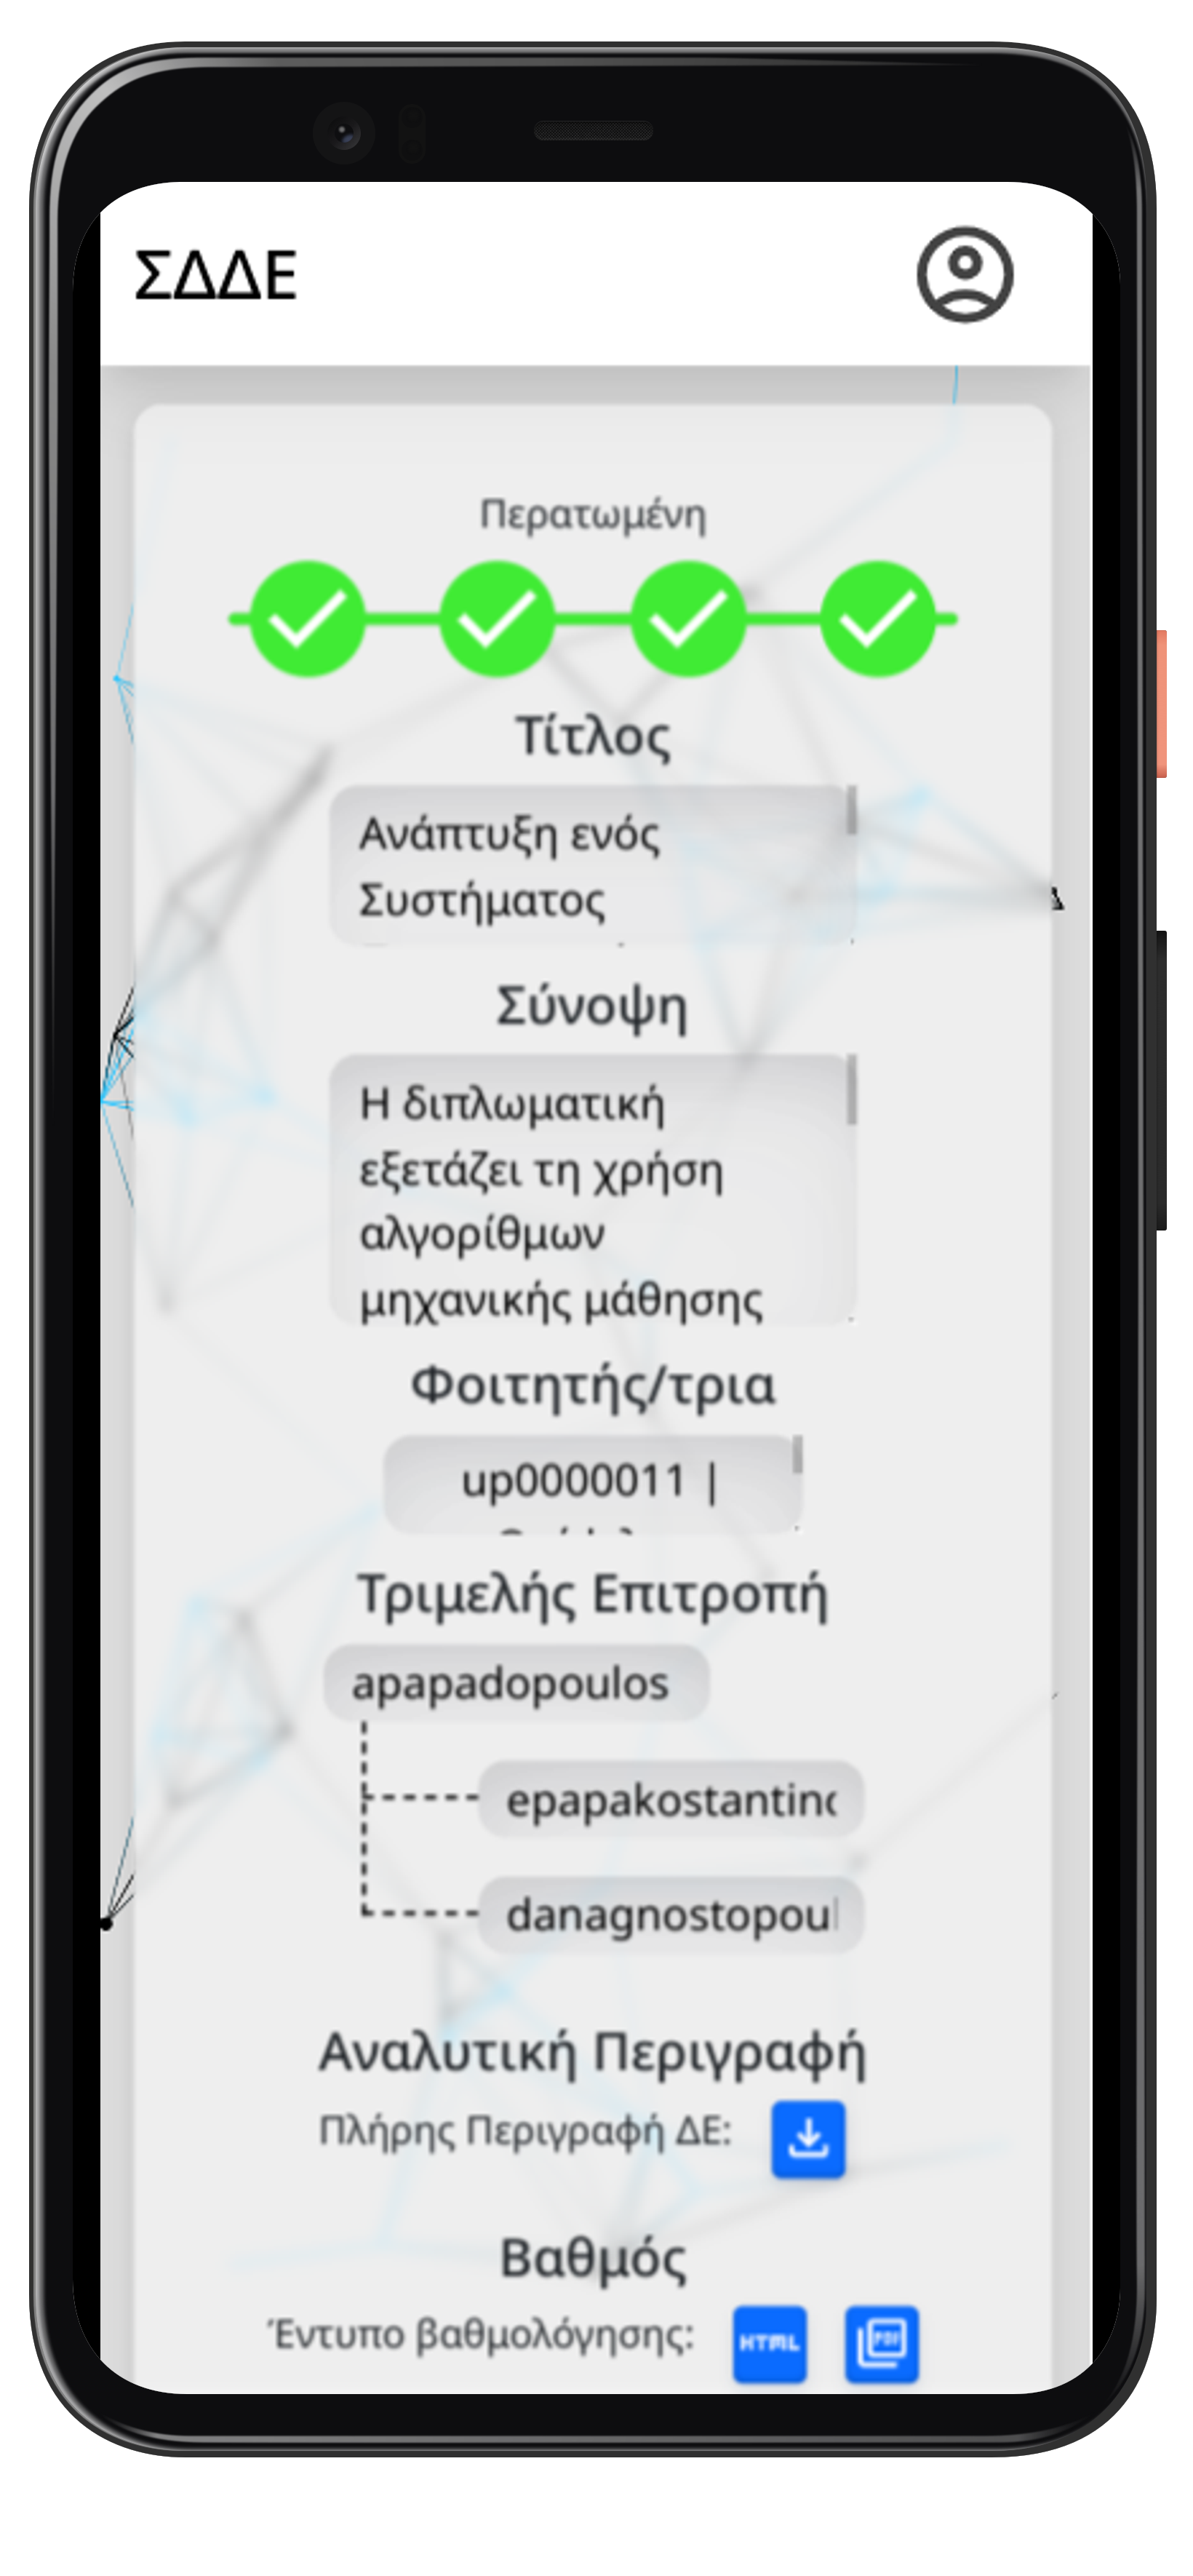 ΣΔΔΕ
Περατωμένη
Τίτλος
Ανάπτυξη ενός
Συστήματος
Σύνοψη
Η διπλωματική
εξετάζει τη χρήση
αλγορίθμων
μηχανικής μάθησης
Φοιτητής/τρια
up0000011 |
Τριμελής Επιτροπή
apapadopoulos
epapakostantino
danagnostopoul
Αναλυτική Περιγραφή
Πλήρης Περιγραφή ΔΕ:
Βαθμός
Έντυπο βαθμολόγησης:
HTML
PDF